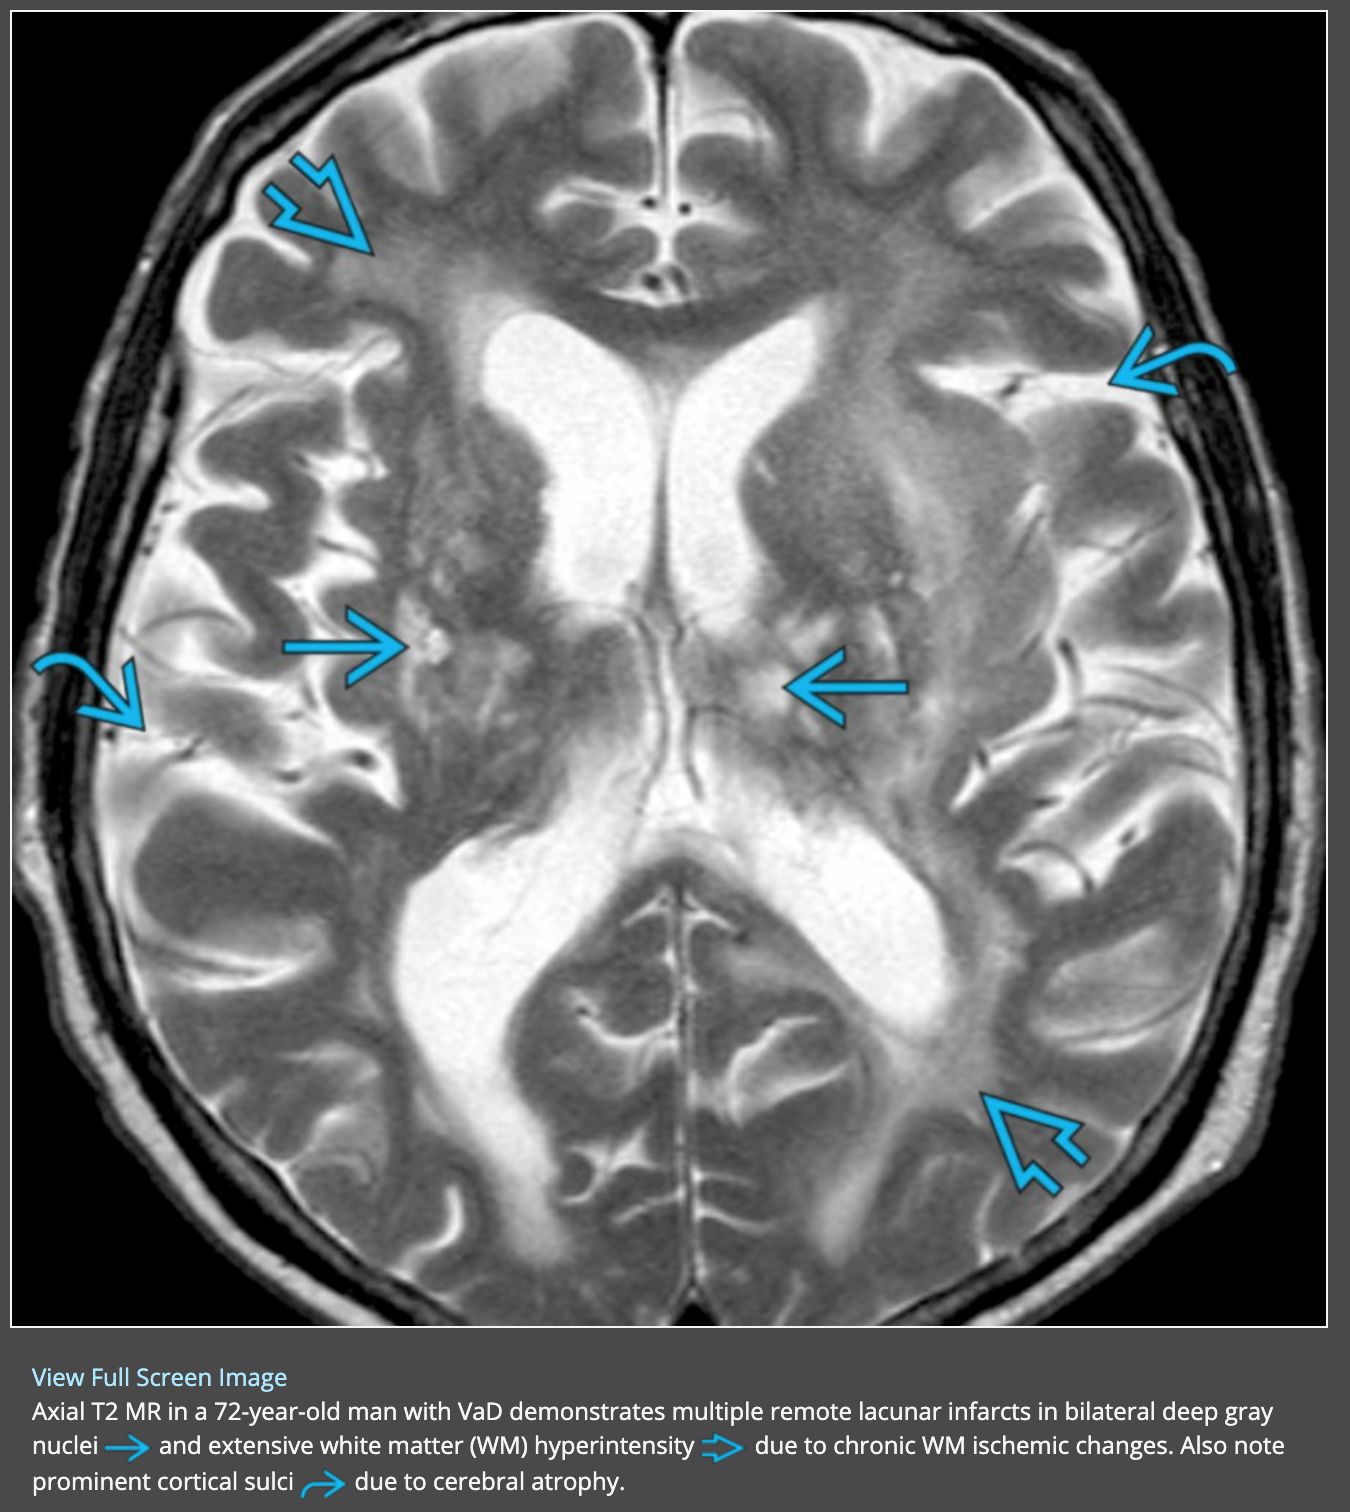 View Full Screen Image
Axial T2 MR in a 72-year-old man with VaD demonstrates multiple remote lacunar infarcts in bilateral deep gray
nuclei and extensive white matter (WM) hyperintensity due to chronic WM ischemic changes. Also note
prominent cortical sulci due to cerebral atrophy.